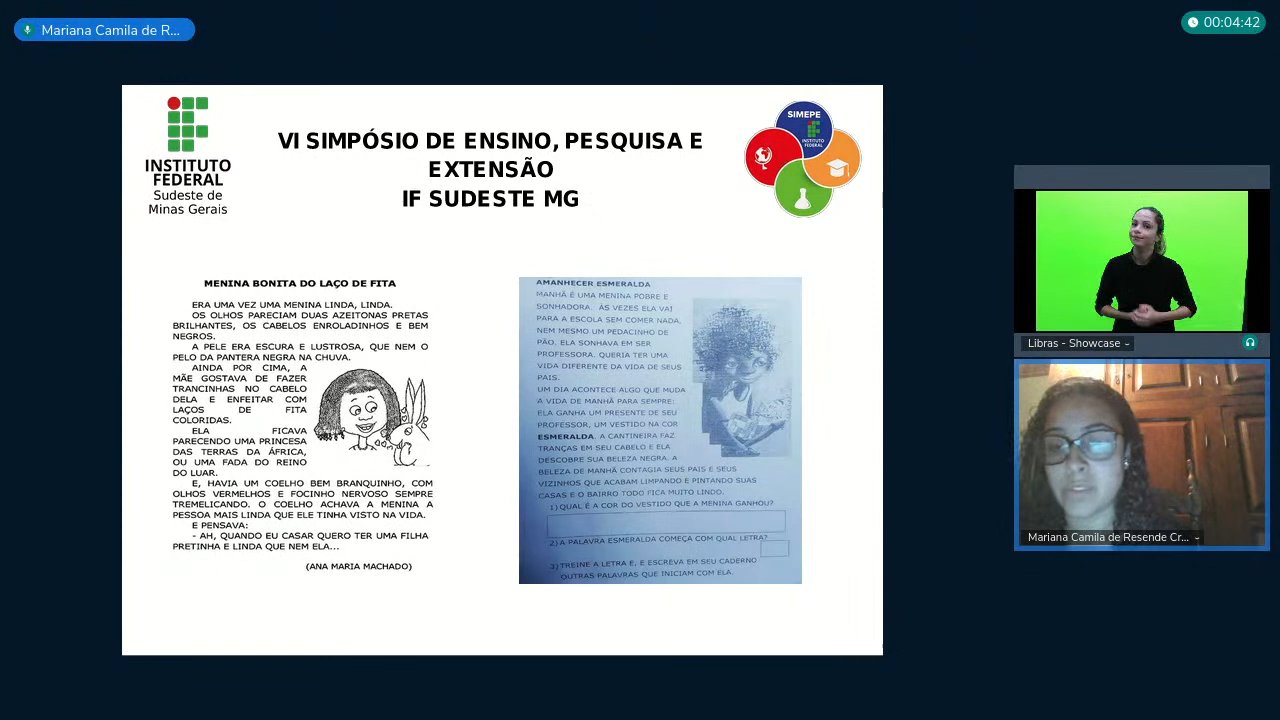 Mariana Camila de R...
00:04:42
INSTITUTO
FEDERAL
Sudeste de
Minas Gerais
VI SIMPÓSIO DE ENSINO, PESQUISA E
EXTENSÃO
IF SUDESTE MG
SIMEPE
INSTITUTO
FEDERAL
MENINA BONITA DO LAÇO DE FITA
ERA UMA VEZ UMA MENINA LINDA, LINDA.
OS OLHOS PARECIAM DUAS AZEITONAS PRETAS
BRILHANTES, OS CABELOS ENROLADINHOS E BEM
NEGROS.
A PELE ERA ESCURA E LUSTROSA, QUE NEM O
PELO DA PANTERA NEGRA NA CHUVA.
AINDA POR CIMA, A
MÃE GOSTAVA DE FAZER
TRANCINHAS NO CABELO
DELA E ENFEITAR COM
LAÇOS DE FITA
COLORIDAS.
ELA FICAVA
PARECENDO UMA PRINCESA
DAS TERRAS DA ÁFRICA,
OU UMA FADA DO REINO
DO LUAR.
E, HAVIA UM COELHO BEM BRANQUINHO, COM
OLHOS VERMELHOS E FOCINHO NERVOSO SEMPRE
TREMELICANDO. O COELHO ACHAVA A MENINA A
PESSOA MAIS LINDA QUE ELE TINHA VISTO NA VIDA.
E PENSAVA:
- AH, QUANDO EU CASAR QUERO TER UMA FILHA
PRETINHA E LINDA QUE NEM ELA...
(ANA MARIA MACHADO)
AMANHECER ESMERALDA
MANHÃ É UMA MENINA POBRE E
SONHADORA. ÀS VEZES ELA VAI
PARA A ESCOLA SEM COMER NADA,
NEM MESMO UM PEDACINHO DE
PÃO. ELA SONHAVA EM SER
PROFESSORA. QUERIA TER UMA
VIDA DIFERENTE DA VIDA DE SEUS
PAIS.
UM DIA ACONTECE ALGO QUE MUDA
A VIDA DE MANHÃ PARA SEMPRE:
ELA GANHA UM PRESENTE DE SEU
PROFESSOR, UM VESTIDO NA COR
ESMERALDA. A CANTINEIRA FAZ
TRANÇAS EM SEU CABELO E ELA
DESCOBRE SUA BELEZA NEGRA. A
BELEZA DE MANHÃ CONTAGIA SEUS PAIS E SEUS
VIZINHOS QUE ACABAM LIMPANDO E PINTANDO SUAS
CASAS E O BAIRRO TODO FICA MUITO LINDO.
1) QUAL É A COR DO VESTIDO QUE A MENINA GANHOU?
2) A PALAVRA ESMERALDA COMEÇA COM QUAL LETRA?
3) TREINE A LETRA E, E ESCREVA EM SEU CADERNO
OUTRAS PALAVRAS QUE INICIAM COM ELA.
Libras - Showcase
Mariana Camila de Resende Cr...